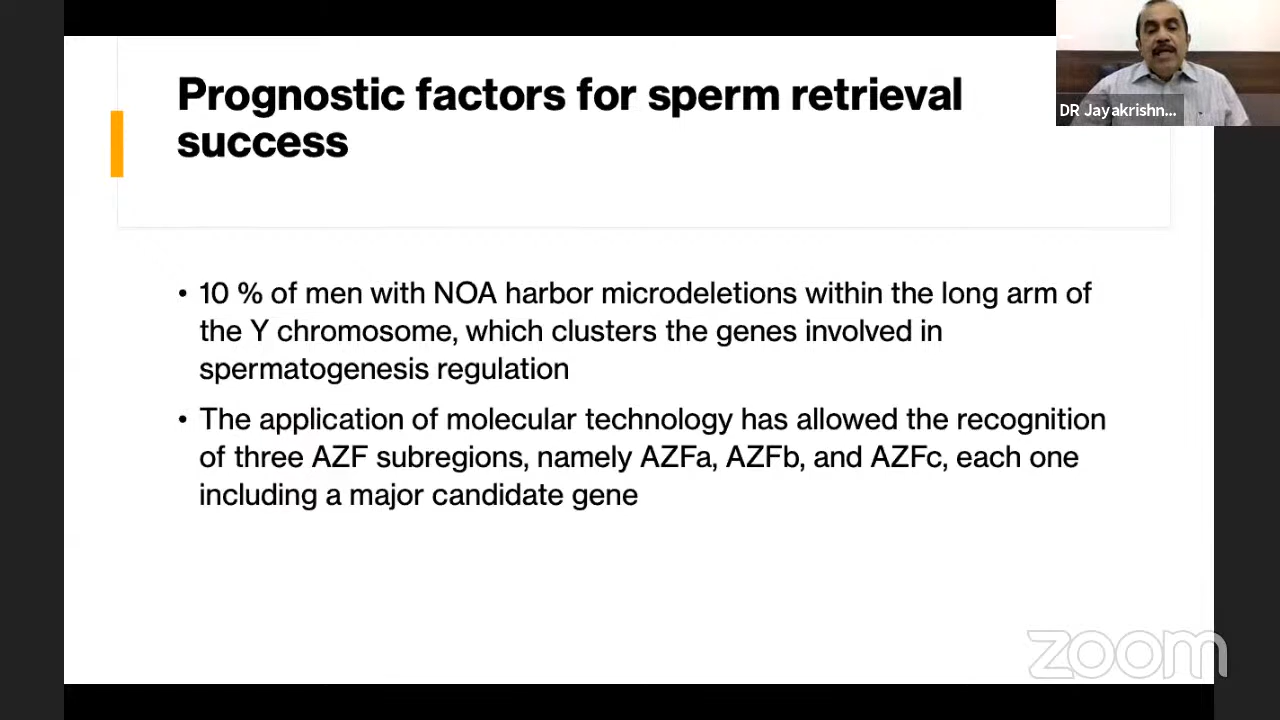 Prognostic factors for sperm retrieval
success
DR Jayakrishn...
• 10 % of men with NOA harbor microdeletions within the long arm of
the Y chromosome, which clusters the genes involved in
spermatogenesis regulation
• The application of molecular technology has allowed the recognition
of three AZF subregions, namely AZFa, AZFb, and AZFc, each one
including a major candidate gene
zoom